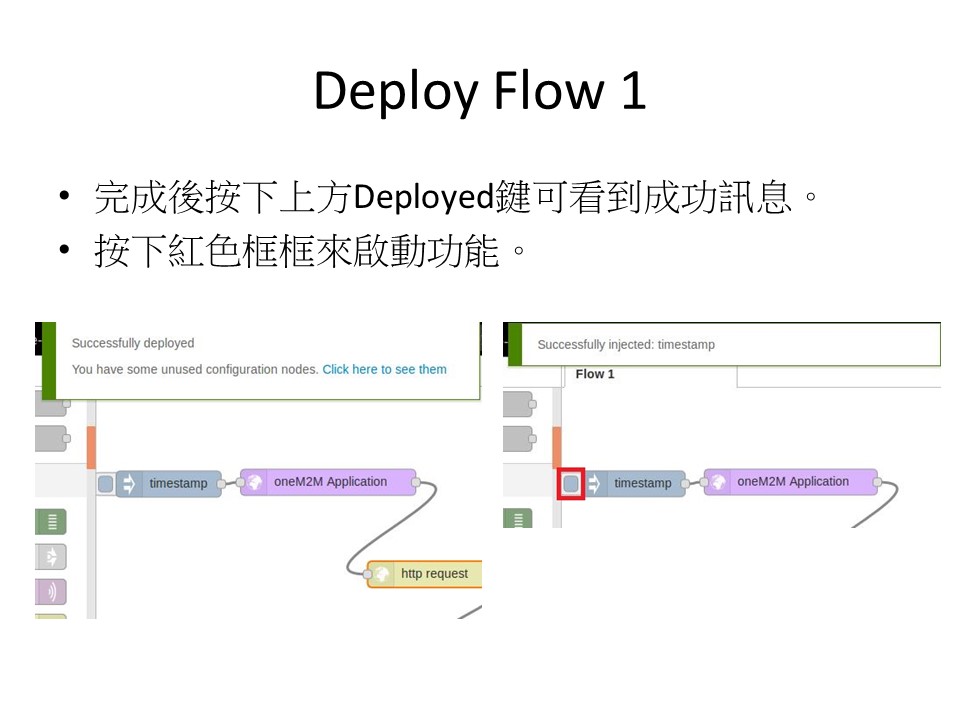 Deploy Flow 1
• 完成後按下上方Deployed鍵可看到成功訊息。
• 按下紅色框框來啟動功能。
Successfully deployed
You have some unused configuration nodes. Click here to see them
timestamp
oneM2M Application
http request
Successfully injected: timestamp
Flow 1
timestamp
oneM2M Application